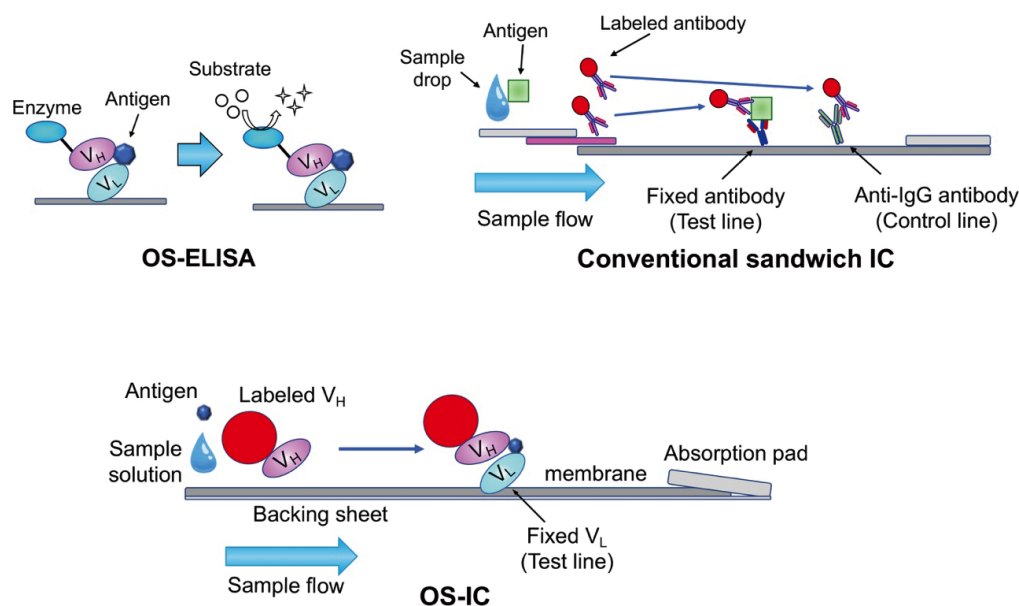 Substrate
Enzyme
Antigen
VH
VL
VH
VL
OS-ELISA
Antigen
Labeled antibody
Sample
drop
Sample flow
Fixed antibody
(Test line)
Anti-IgG antibody
(Control line)
Conventional sandwich IC
Antigen
Labeled VH
Sample
solution
VH
VH
VL
membrane
Absorption pad
Backing sheet
Fixed VL
(Test line)
Sample flow
OS-IC